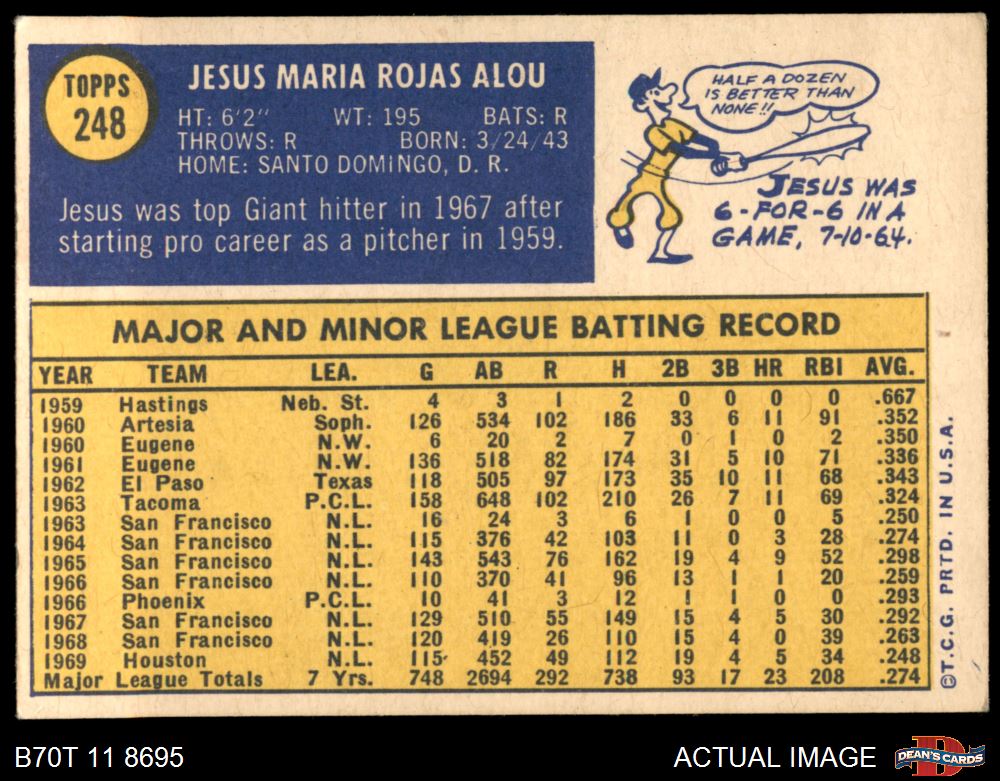 TOPPS
248
JESUS MARIA ROJAS ALOU
HT: 6'2" WT: 195 BATS: R
THROWS: R BORN: 3/24/43
HOME: SANTO DOMINGO, D. R.
Jesus was top Giant hitter in 1967 after
starting pro career as a pitcher in 1959.
HALF A DOZEN
IS BETTER THAN
NONE!!
JESUS WAS
6-FOR-6 IN A
GAME, 7-10-64.
MAJOR AND MINOR LEAGUE BATTING RECORD
YEAR TEAM LEA. G AB R H 2B 3B HR RBI AVG.
1959 Hastings Neb. St. 4 3 1 2 0 0 0 0 .667
1960 Artesia Soph. 126 534 102 186 33 6 11 91 .352
1960 Eugene N.W. 6 20 2 7 0 1 0 2 .350
1961 Eugene N.W. 136 518 82 174 31 5 10 71 .336
1962 El Paso Texas 118 505 97 173 35 10 11 68 .343
1963 Tacoma P.C.L. 158 648 102 210 26 7 11 69 .324
1963 San Francisco N.L. 16 24 3 6 1 0 0 5 .250
1964 San Francisco N.L. 115 376 42 103 11 0 3 28 .274
1965 San Francisco N.L. 143 543 76 162 19 4 9 52 .298
1966 San Francisco N.L. 110 370 41 96 13 1 1 20 .259
1966 Phoenix P.C.L. 10 41 3 12 1 1 0 0 .293
1967 San Francisco N.L. 129 510 55 149 15 4 5 30 .292
1968 San Francisco N.L. 120 419 26 110 15 4 0 39 .263
1969 Houston N.L. 115 452 49 112 19 4 5 34 .248
Major League Totals 7 Yrs. 748 2694 292 738 93 17 23 208 .274
©T.C.G. PRTD. IN U.S.A.
B70T 11 8695
ACTUAL IMAGE
D
DEAN'S CARDS